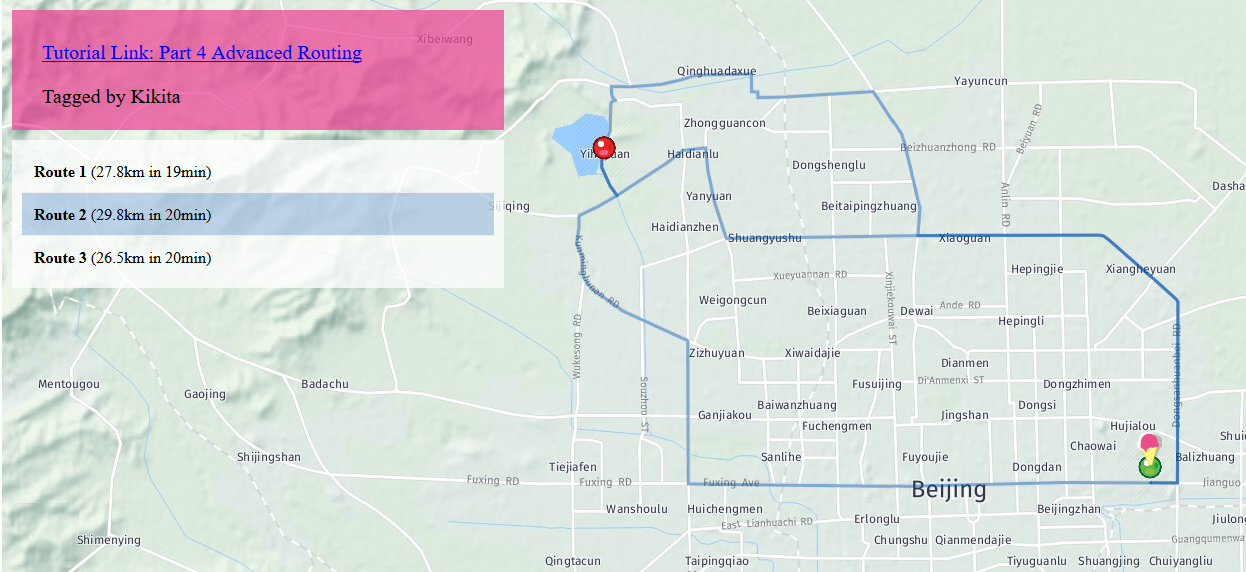 Tutorial Link: Part 4 Advanced Routing
Tagged by Kikita
Route 1 (27.8km in 19min)
Route 2 (29.8km in 20min)
Route 3 (26.5km in 20min)
Xibeiwang
Qinghuadaxue
Yayuncun
Zhongguancun
Beiyuan RD
Haidianlu
Beizhuanzhong RD
Dongshenglu
Dasha
Yanyuan
Anlin RD
Sijiqing
Beitaipingzhuang
Haidianzhen
Shuangyushu
Xiaoguan
Kunminghunan RD
Xueyuannan RD
Hepingjie
Xiangheyuan
Weigongcun
Beixiaguan
Xinjiekouwai ST
Dewai
Ande RD
Hepingli
Wukesong RD
Zizhuyuan
Xiwaidajie
Dongsanhuanbei RD
Dianmen
Mentougou
Badachu
Gaojing
Souzhou ST
Fusuijing
Di'Anmenxi ST
Dongzhimen
Baiwanzhuang
Dongsi
Ganjiakou
Jingshan
Fuchengmen
Hujialou
Shuie
Chaowai
Shijingshan
Sanlihe
Fuyoujie
Balizhuang
Tiejiafen
Dongdan
Fuxing RD
Fuxing RD
Fuxing Ave
Beijing
Jianguo
Wanshoulu
Huichengmen
Beijingzhan
East Lianhuachi RD
Erlonglu
Jiulong
Shimenying
Chungshu
Qianmendajie
Guangqumenwa
Qingtacun
Taipingqiao
Tiyuguanlu
Shuangjing
Chuiyangliu